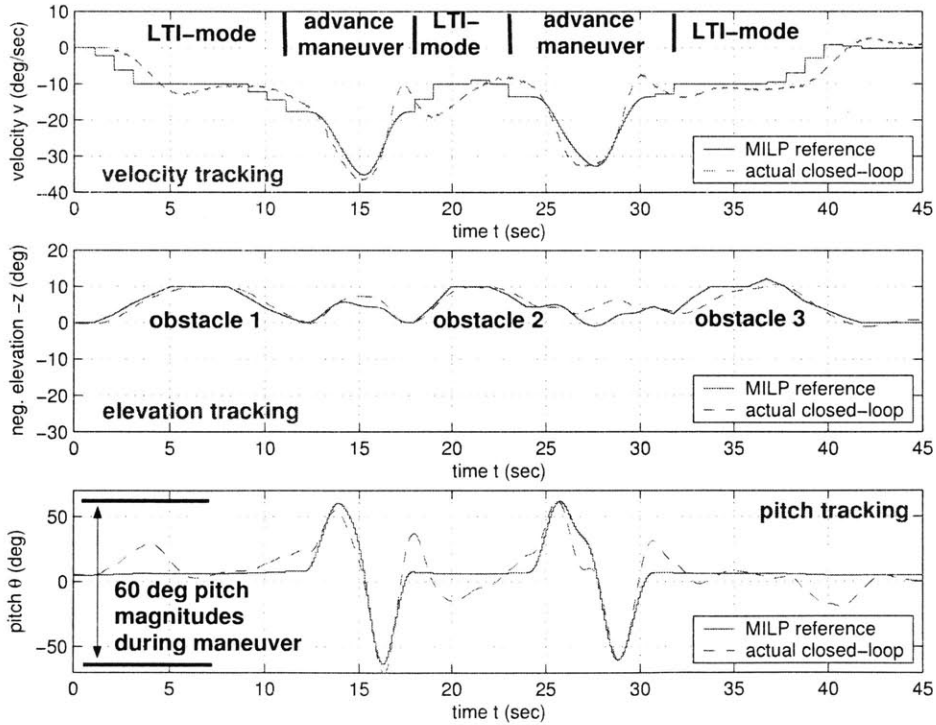 LTI–mode advance maneuver LTI– mode advance maneuver LTI–mode
velocity v (deg/sec)
10
0
−10
−20
−30
−40
velocity tracking
MILP reference
actual closed−loop
0 5 10 15 20 25 30 35 40 45
time t (sec)
neg. elevation −z (deg)
20
10
0
−10
−20
−30
obstacle 1 obstacle 2 obstacle 3
elevation tracking
MILP reference
actual closed−loop
0 5 10 15 20 25 30 35 40 45
time t (sec)
pitch θ (deg)
50
0
−50
pitch tracking
60 deg pitch
magnitudes
during maneuver
MILP reference
actual closed−loop
0 5 10 15 20 25 30 35 40 45
time t (sec)